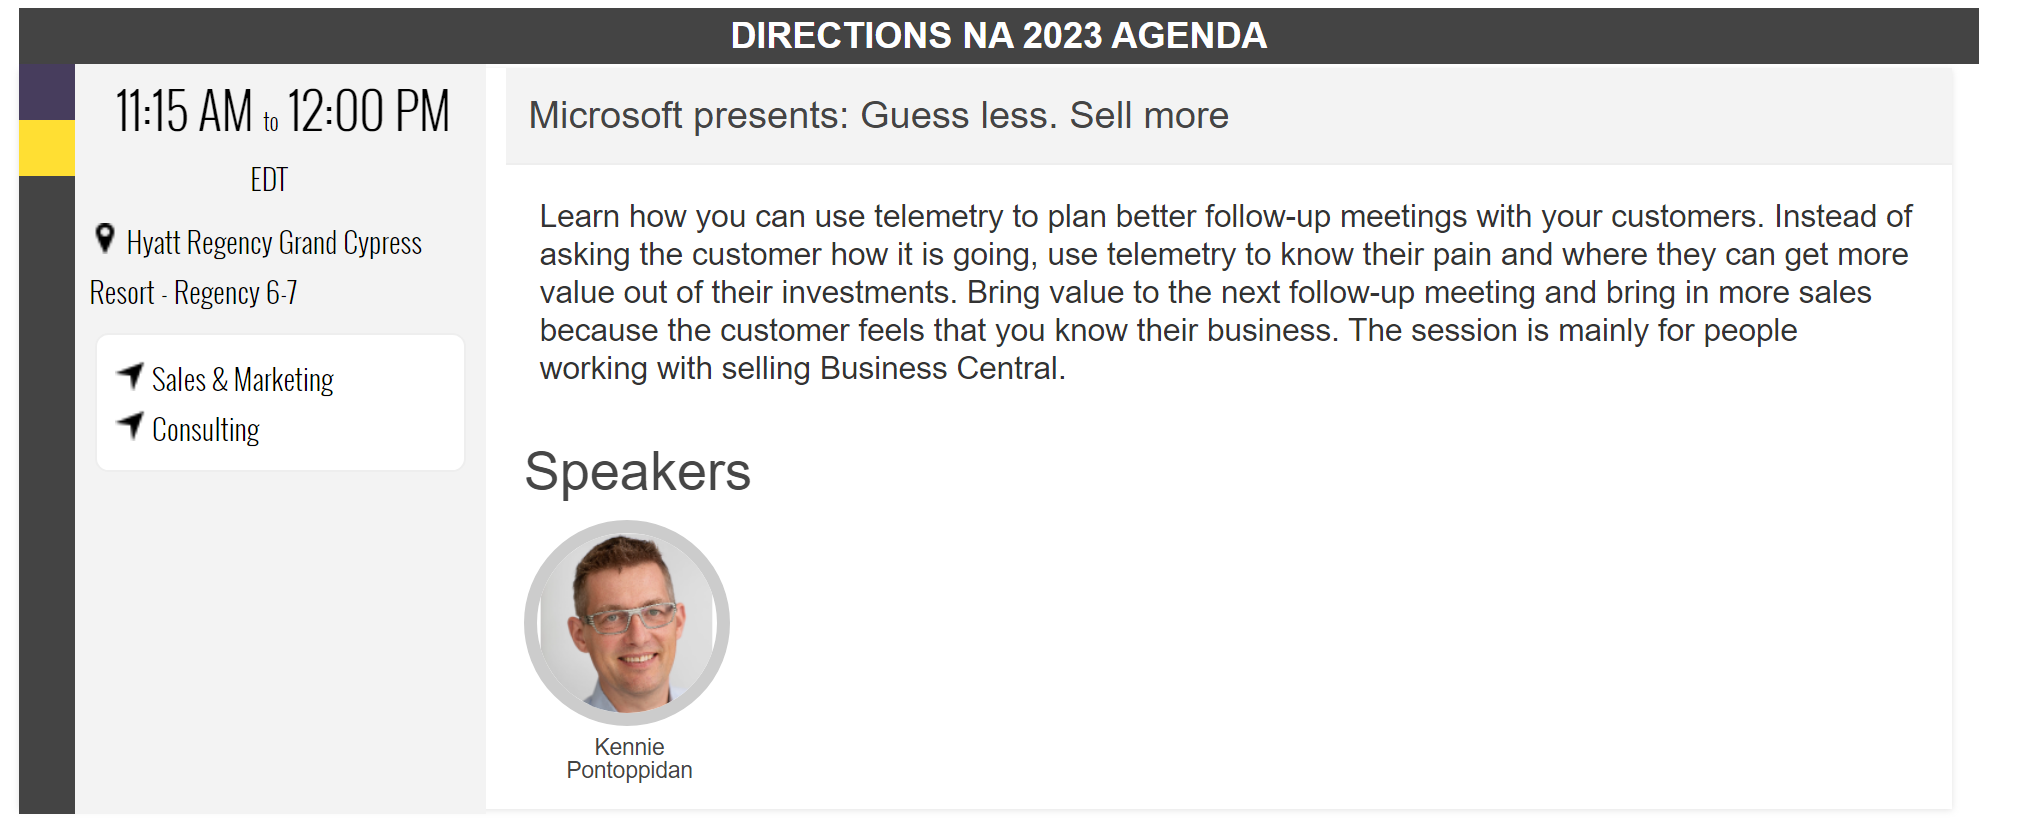 DIRECTIONS NA 2023 AGENDA
11:15 AM to 12:00 PM
EDT
Hyatt Regency Grand Cypress
Resort - Regency 6-7
Sales & Marketing
Consulting
Microsoft presents: Guess less. Sell more
Learn how you can use telemetry to plan better follow-up meetings with your customers. Instead of
asking the customer how it is going, use telemetry to know their pain and where they can get more
value out of their investments. Bring value to the next follow-up meeting and bring in more sales
because the customer feels that you know their business. The session is mainly for people
working with selling Business Central.
Speakers
Kennie
Pontoppidan